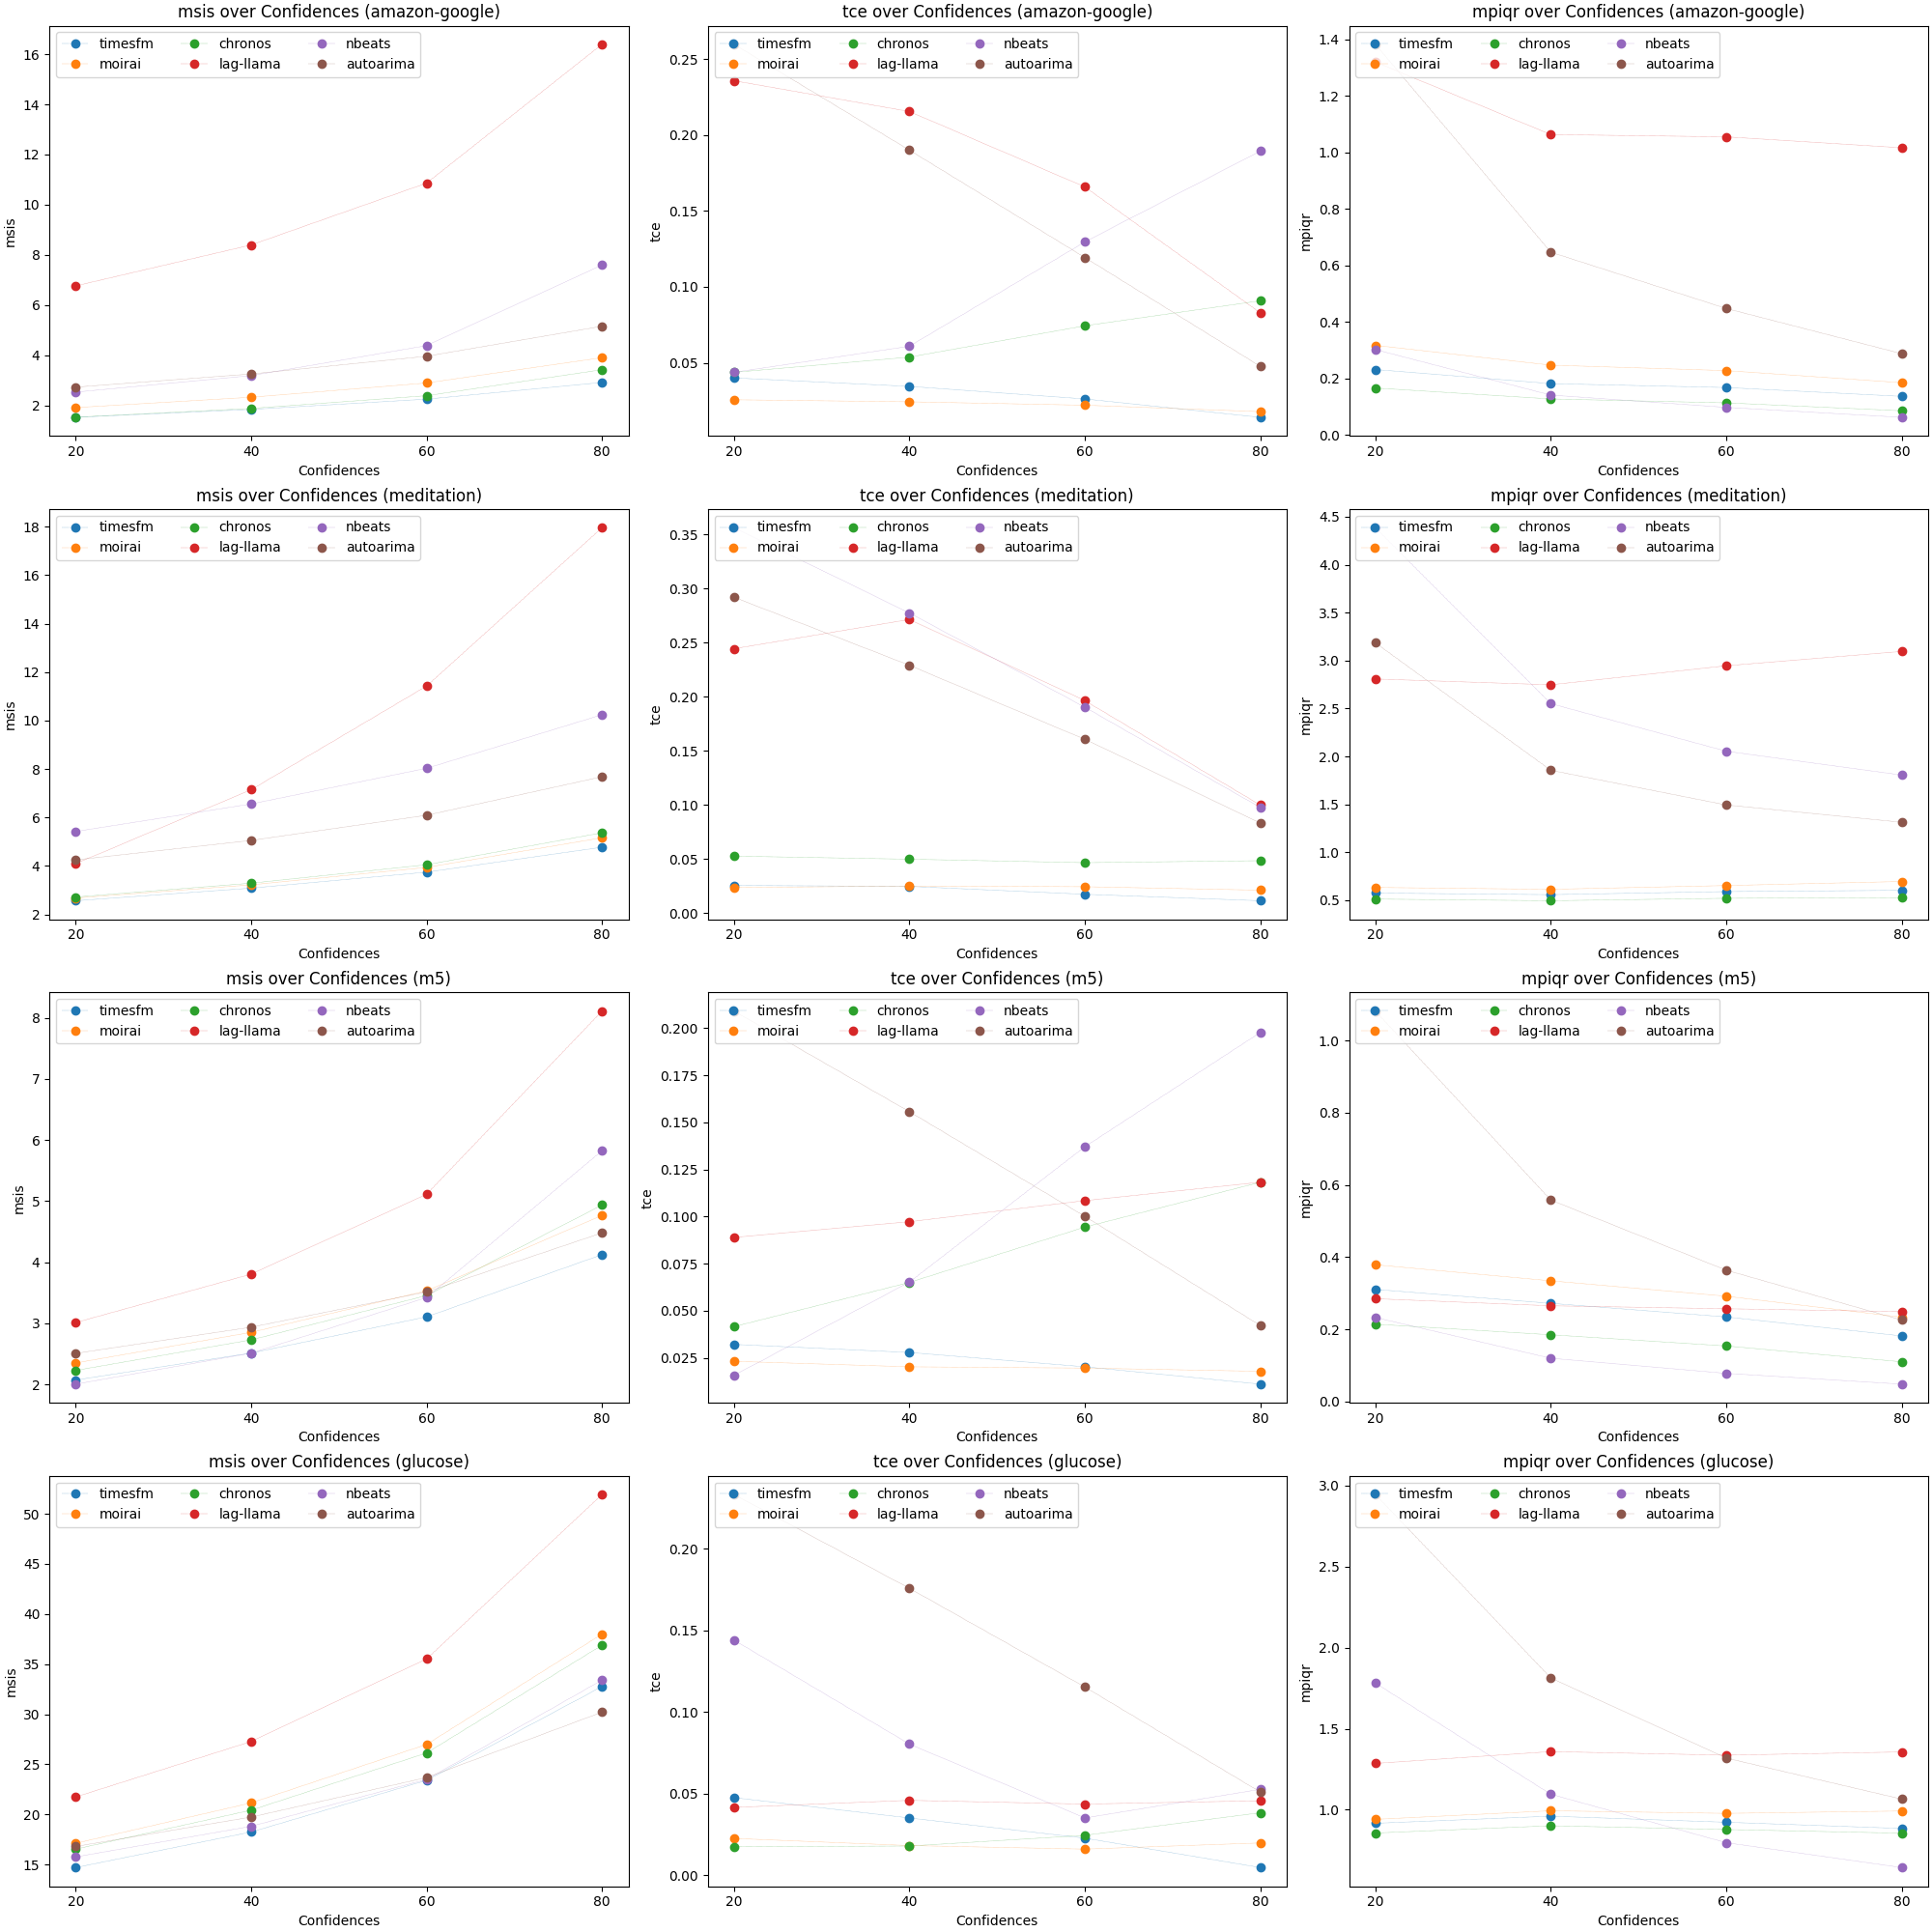 msis over Confidences (amazon-google)
timesfm chronos nbeats
moirai lag-llama autoarima
16
14
12
10
8
6
4
2
msis
20 40 60 80
Confidences
tce over Confidences (amazon-google)
timesfm chronos nbeats
moirai lag-llama autoarima
0.25
0.20
0.15
0.10
0.05
tce
20 40 60 80
Confidences
mpiqr over Confidences (amazon-google)
timesfm chronos nbeats
moirai lag-llama autoarima
1.4
1.2
1.0
0.8
0.6
0.4
0.2
0.0
mpiqr
20 40 60 80
Confidences
msis over Confidences (meditation)
timesfm chronos nbeats
moirai lag-llama autoarima
18
16
14
12
10
8
6
4
2
msis
20 40 60 80
Confidences
tce over Confidences (meditation)
timesfm chronos nbeats
moirai lag-llama autoarima
0.35
0.30
0.25
0.20
0.15
0.10
0.05
0.00
tce
20 40 60 80
Confidences
mpiqr over Confidences (meditation)
timesfm chronos nbeats
moirai lag-llama autoarima
4.5
4.0
3.5
3.0
2.5
2.0
1.5
1.0
0.5
mpiqr
20 40 60 80
Confidences
msis over Confidences (m5)
timesfm chronos nbeats
moirai lag-llama autoarima
8
7
6
5
4
3
2
msis
20 40 60 80
Confidences
tce over Confidences (m5)
timesfm chronos nbeats
moirai lag-llama autoarima
0.200
0.175
0.150
0.125
0.100
0.075
0.050
0.025
tce
20 40 60 80
Confidences
mpiqr over Confidences (m5)
timesfm chronos nbeats
moirai lag-llama autoarima
1.0
0.8
0.6
0.4
0.2
0.0
mpiqr
20 40 60 80
Confidences
msis over Confidences (glucose)
timesfm chronos nbeats
moirai lag-llama autoarima
50
45
40
35
30
25
20
15
msis
20 40 60 80
Confidences
tce over Confidences (glucose)
timesfm chronos nbeats
moirai lag-llama autoarima
0.20
0.15
0.10
0.05
0.00
tce
20 40 60 80
Confidences
mpiqr over Confidences (glucose)
timesfm chronos nbeats
moirai lag-llama autoarima
3.0
2.5
2.0
1.5
1.0
mpiqr
20 40 60 80
Confidences